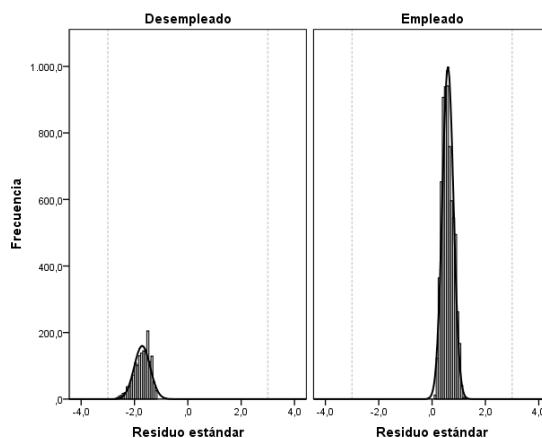 Desempleado Empleado
Frecuencia
1.000,0
800,0
600,0
400,0
200,0
,0
-4,0 -2,0 ,0 2,0 4,0 -4,0 -2,0 ,0 2,0 4,0
Residuo estándar Residuo estándar